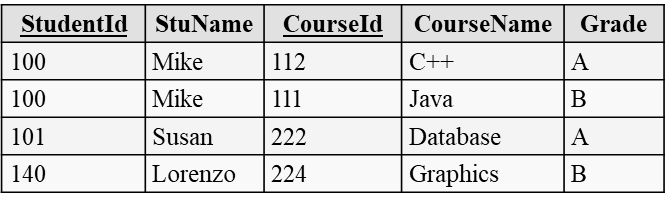 StudentId StuName CourseId CourseName Grade
100 Mike 112 C++ A
100 Mike 111 Java B
101 Susan 222 Database A
140 Lorenzo 224 Graphics B